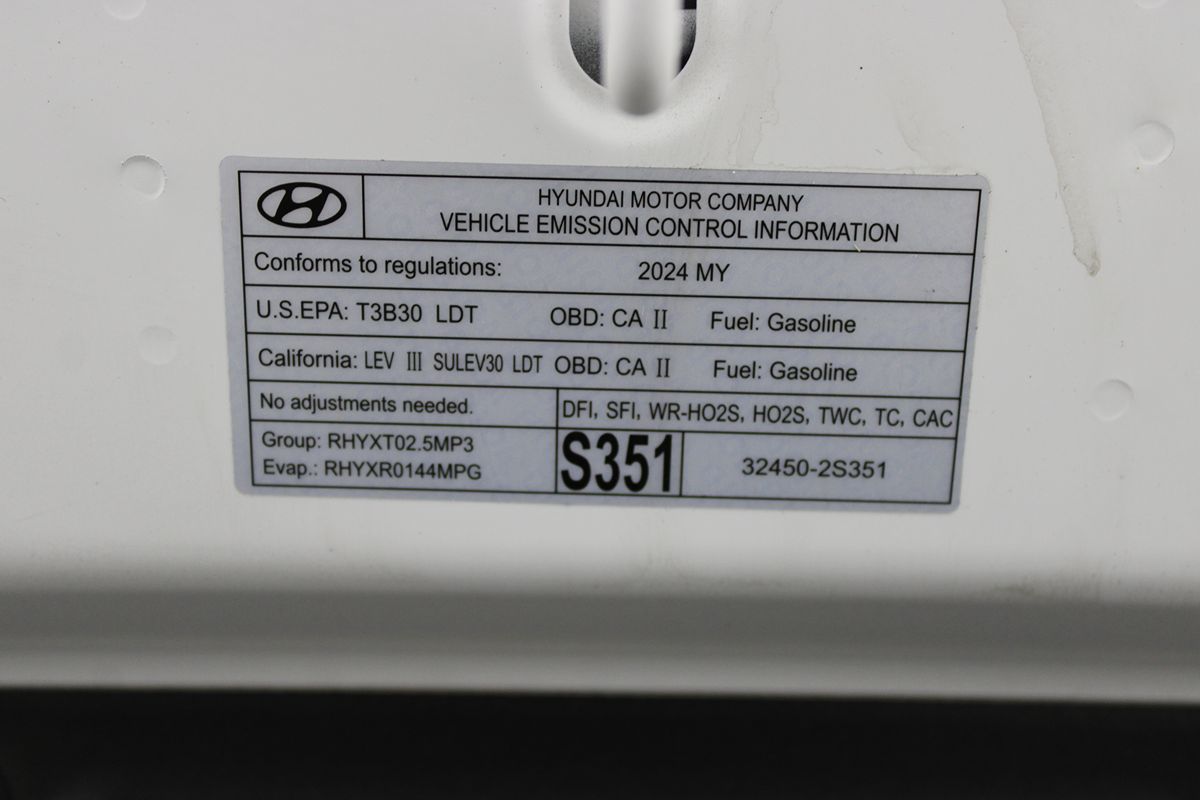 HYUNDAI MOTOR COMPANY
VEHICLE EMISSION CONTROL INFORMATION
Conforms to regulations: 2024 MY
U.S.EPA: T3B30 LDT OBD: CA II Fuel: Gasoline
California: LEV III SULEV30 LDT OBD: CA II Fuel: Gasoline
No adjustments needed. DFI, SFI, WR-HO2S, HO2S, TWC, TC, CAC
Group: RHYXT02.5MP3
Evap.: RHYXR0144MPG
S351 32450-2S351